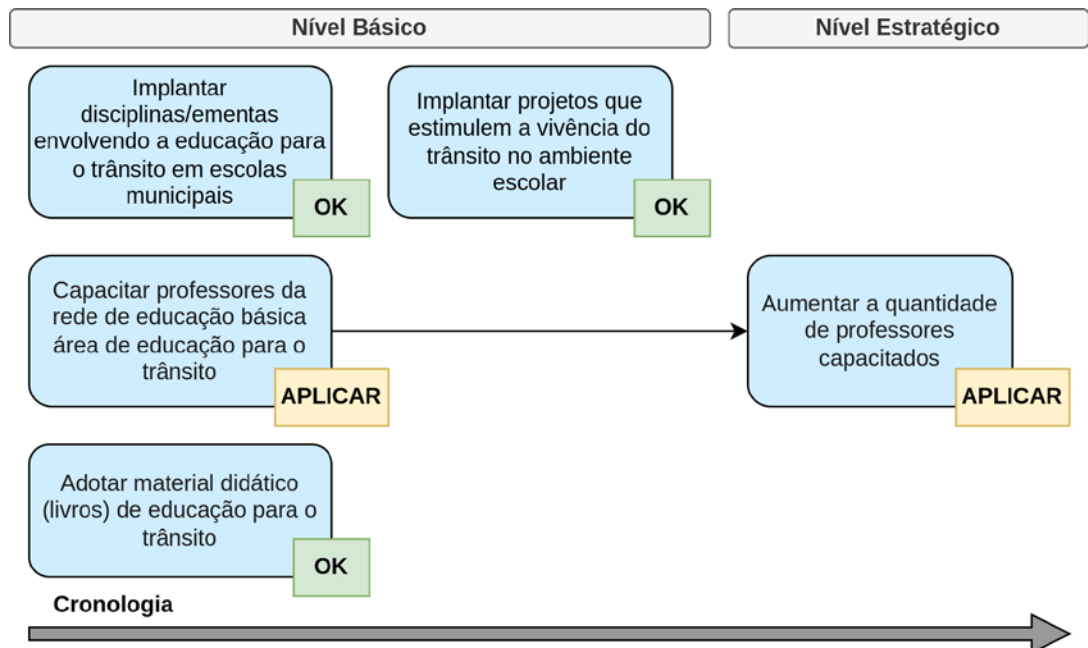 Nível Básico
Nível Estratégico
Implantar
disciplinas/ementas
envolvendo a educação para
o trânsito em escolas
municipais
OK
Implantar projetos que
estimulem a vivência do
trânsito no ambiente
escolar
OK
Capacitar professores da
rede de educação básica
área de educação para o
trânsito
APLICAR
Aumentar a quantidade
de professores
capacitados
APLICAR
Adotar material didático
(livros) de educação para o
trânsito
OK
Cronologia